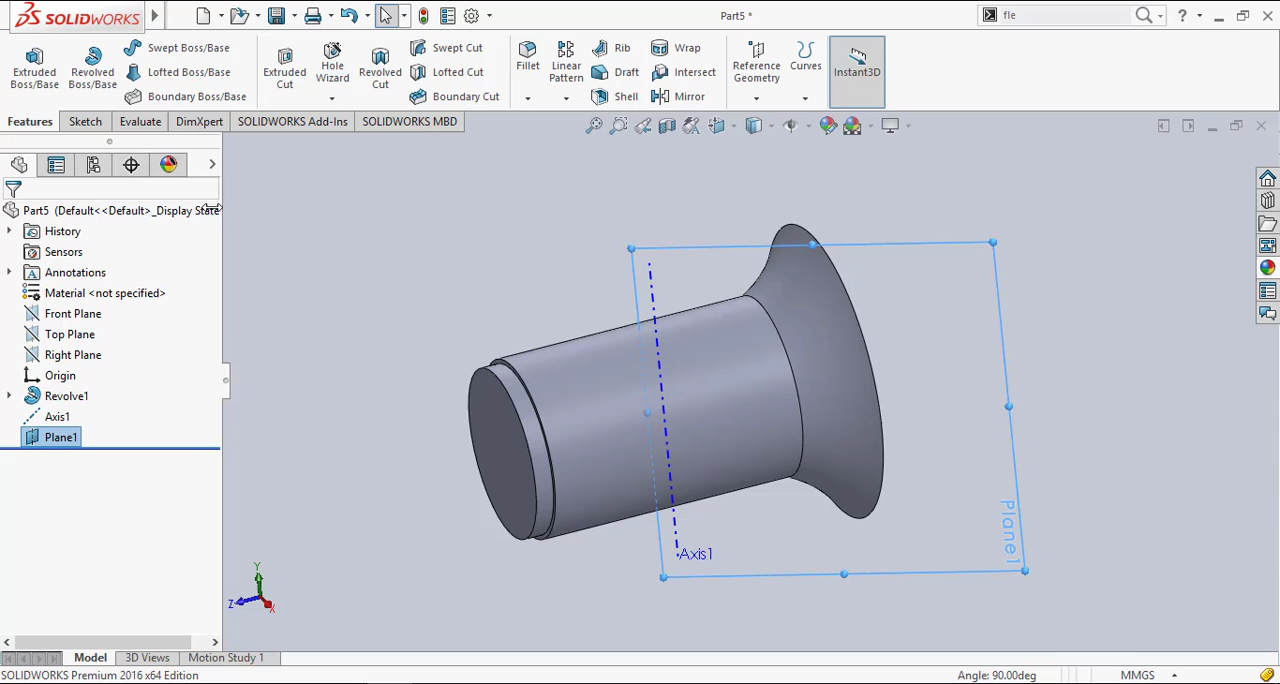 SOLIDWORKS
Part5 *
fle
?
Extruded Boss/Base
Revolved Boss/Base
Swept Boss/Base
Lofted Boss/Base
Boundary Boss/Base
Extruded Cut
Hole Wizard
Revolved Cut
Swept Cut
Lofted Cut
Boundary Cut
Fillet
Linear Pattern
Rib
Draft
Shell
Wrap
Intersect
Mirror
Reference Geometry
Curves
Instant3D
Features
Sketch
Evaluate
DimXpert
SOLIDWORKS Add-Ins
SOLIDWORKS MBD
Part5 (Default<<Default>_Display State
History
Sensors
Annotations
Material <not specified>
Front Plane
Top Plane
Right Plane
Origin
Revolve1
Axis1
Plane1
Axis1
Plane1
Y
Z
X
Model
3D Views
Motion Study 1
SOLIDWORKS Premium 2016 x64 Edition
Angle: 90.00deg
MMGS